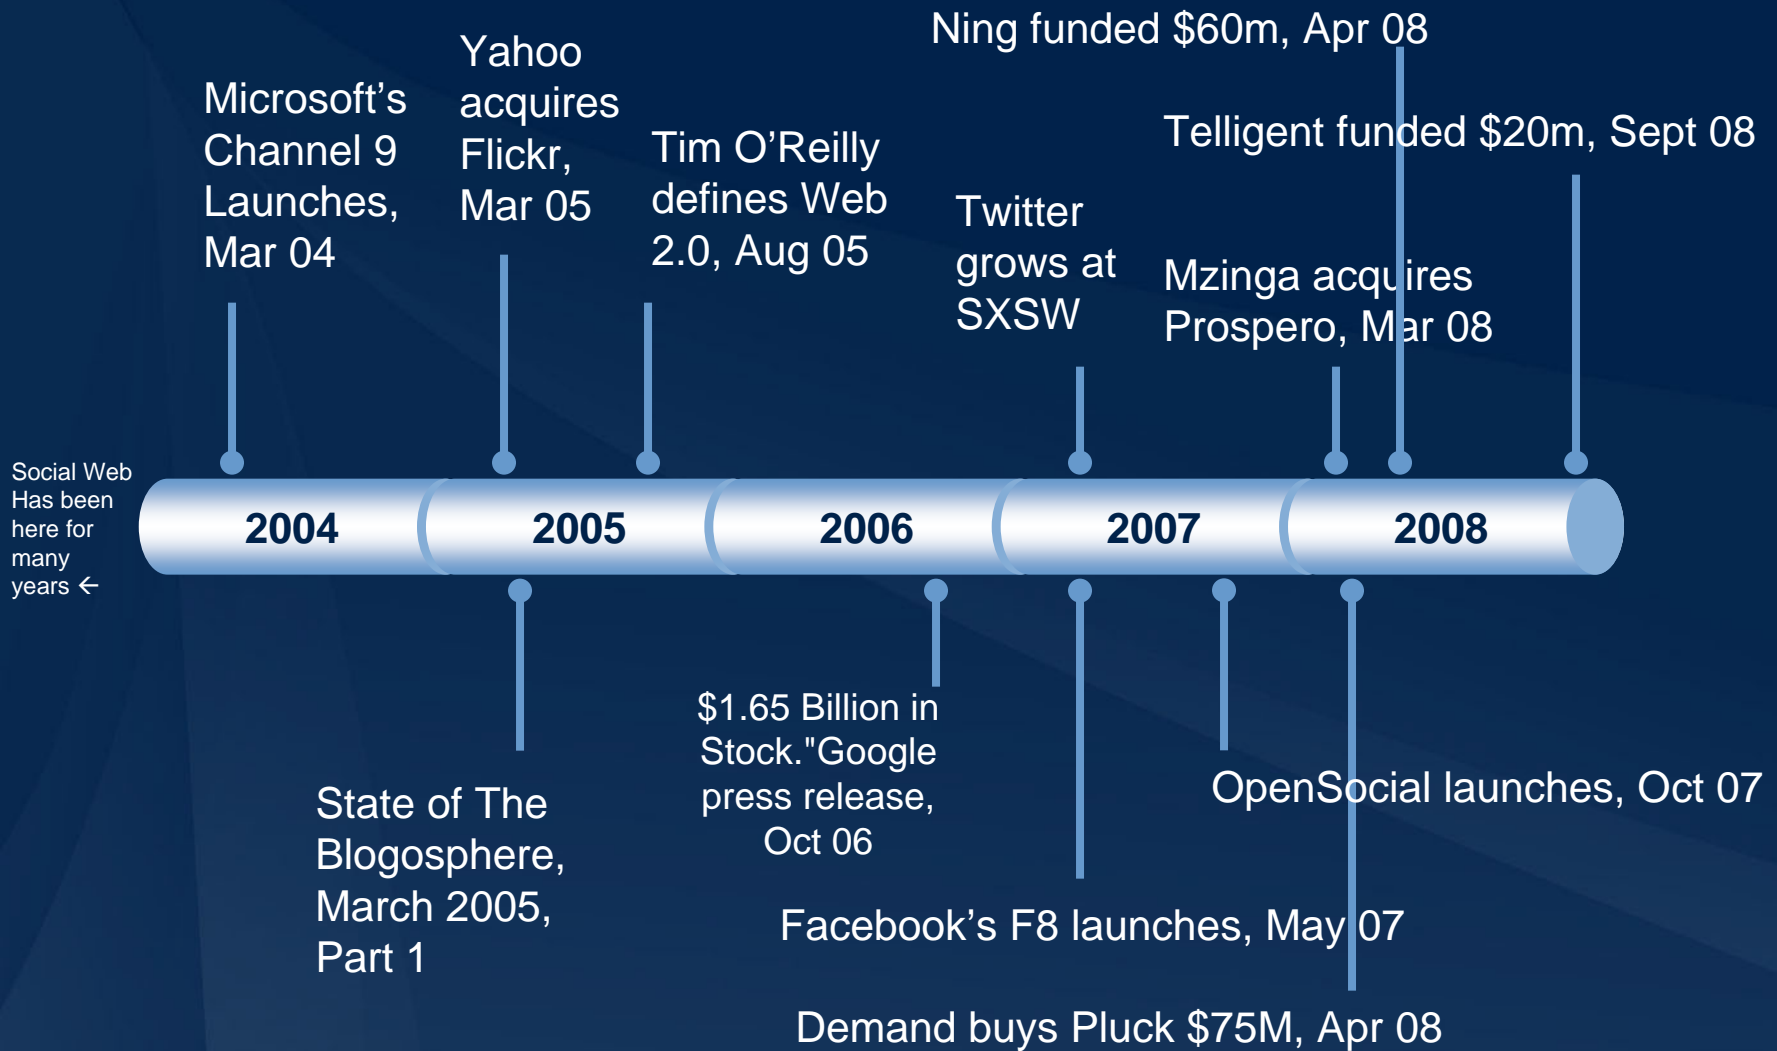 Ning funded $60m, Apr 08
Yahoo
acquires
Flickr,
Mar 05
Microsoft’s
Channel 9
Launches,
Mar 04
Telligent funded $20m, Sept 08
Tim O’Reilly
defines Web
2.0, Aug 05
Twitter
grows at
SXSW
Mzinga acquires
Prospero, Mar 08
Social Web
Has been
here for
many
years ←
2004
2005
2006
2007
2008
$1.65 Billion in
Stock."Google
press release,
Oct 06
State of The
Blogosphere,
March 2005,
Part 1
OpenSocial launches, Oct 07
Facebook’s F8 launches, May 07
Demand buys Pluck $75M, Apr 08